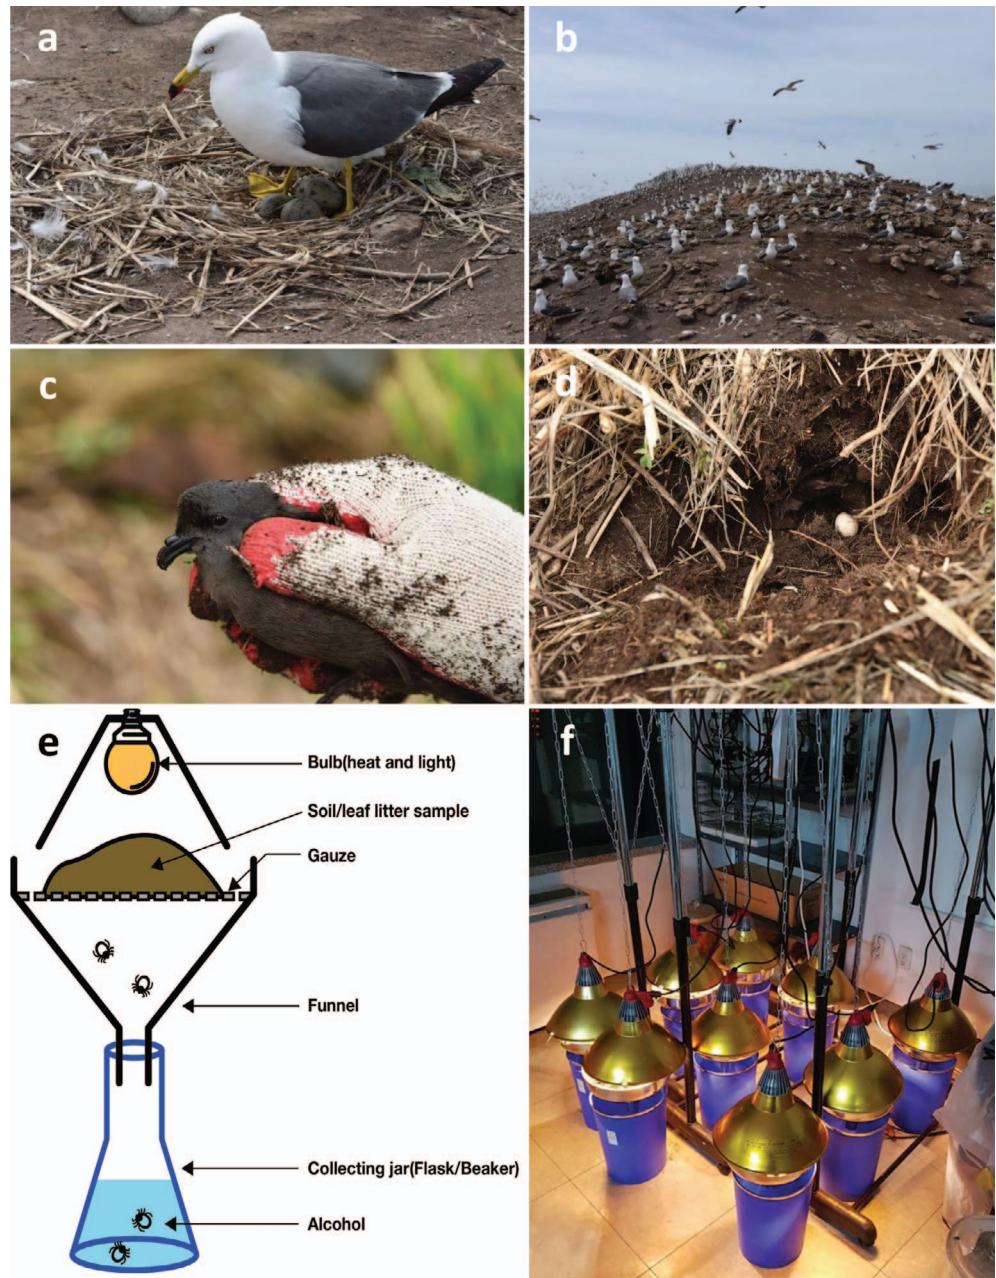 a
b
c
d
e
Bulb(heat and light)
Soil/leaf litter sample
Gauze
Funnel
Collecting jar(Flask/Beaker)
Alcohol
f